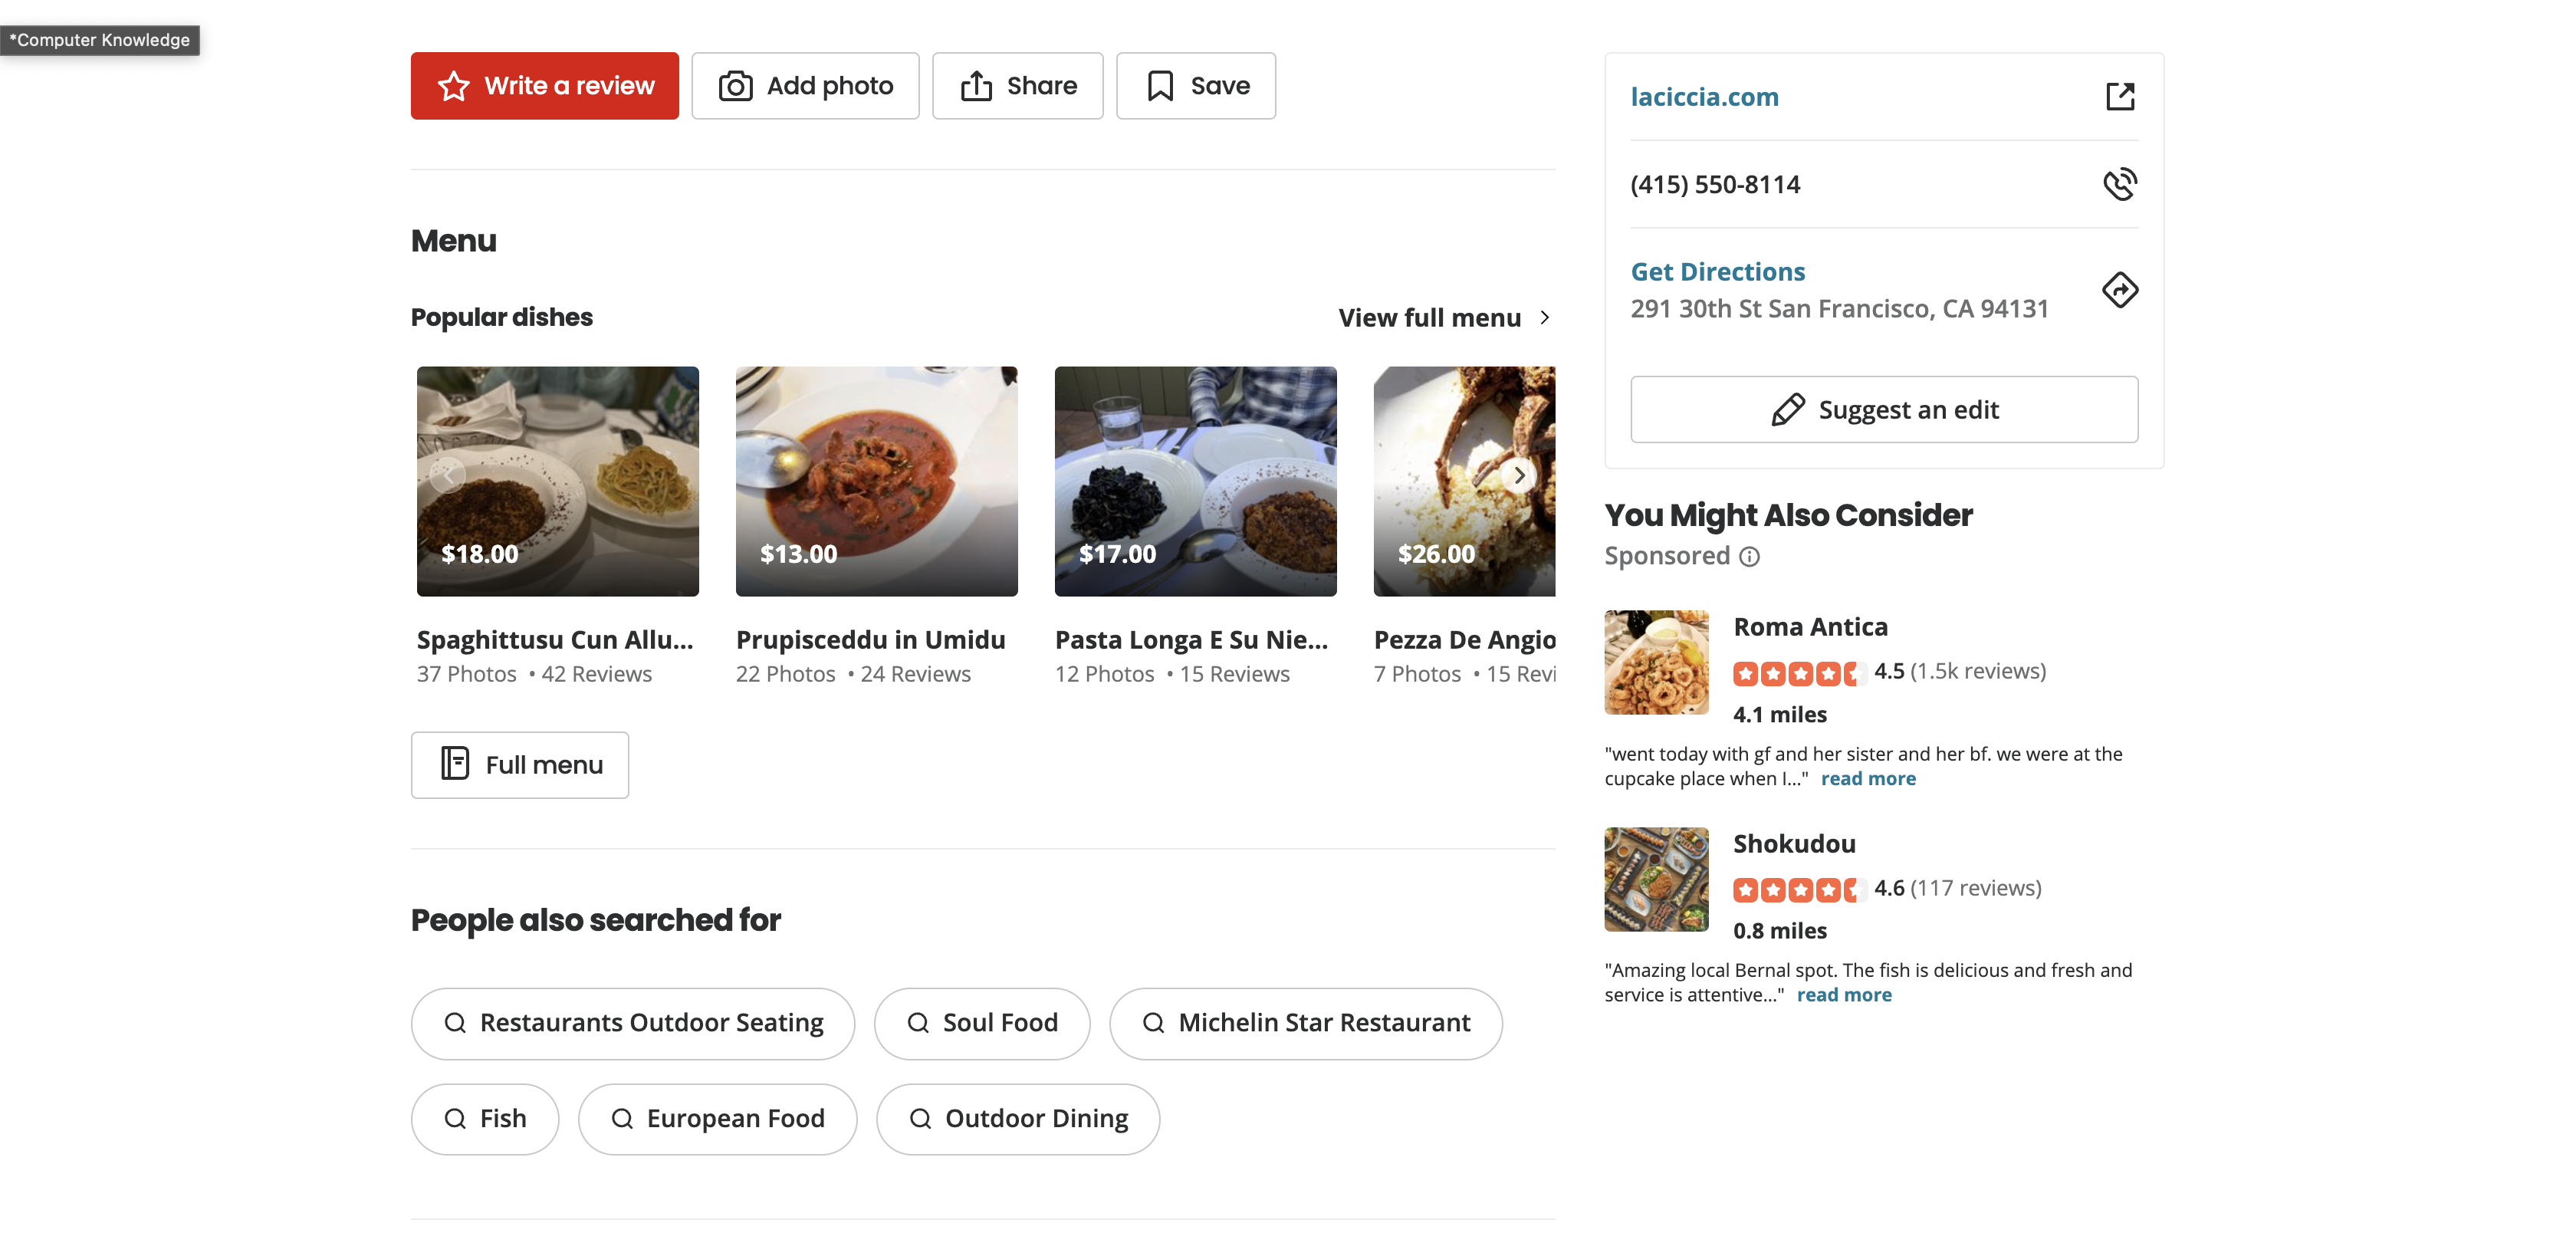 *Computer Knowledge
Write a review
Add photo
Share
Save
Menu
Popular dishes
View full menu
$18.00
$13.00
$17.00
$26.00
Spaghittusu Cun Allu...
Prupisceddu in Umidu
Pasta Longa E Su Nie...
Pezza De Angio
37 Photos • 42 Reviews
22 Photos • 24 Reviews
12 Photos • 15 Reviews
7 Photos • 15 Revi
Full menu
People also searched for
Restaurants Outdoor Seating
Soul Food
Michelin Star Restaurant
Fish
European Food
Outdoor Dining
laciccia.com
(415) 550-8114
Get Directions
291 30th St San Francisco, CA 94131
Suggest an edit
You Might Also Consider
Sponsored
Roma Antica
4.5 (1.5k reviews)
4.1 miles
"went today with gf and her sister and her bf. we were at the
cupcake place when I..." read more
Shokudou
4.6 (117 reviews)
0.8 miles
"Amazing local Bernal spot. The fish is delicious and fresh and
service is attentive..." read more